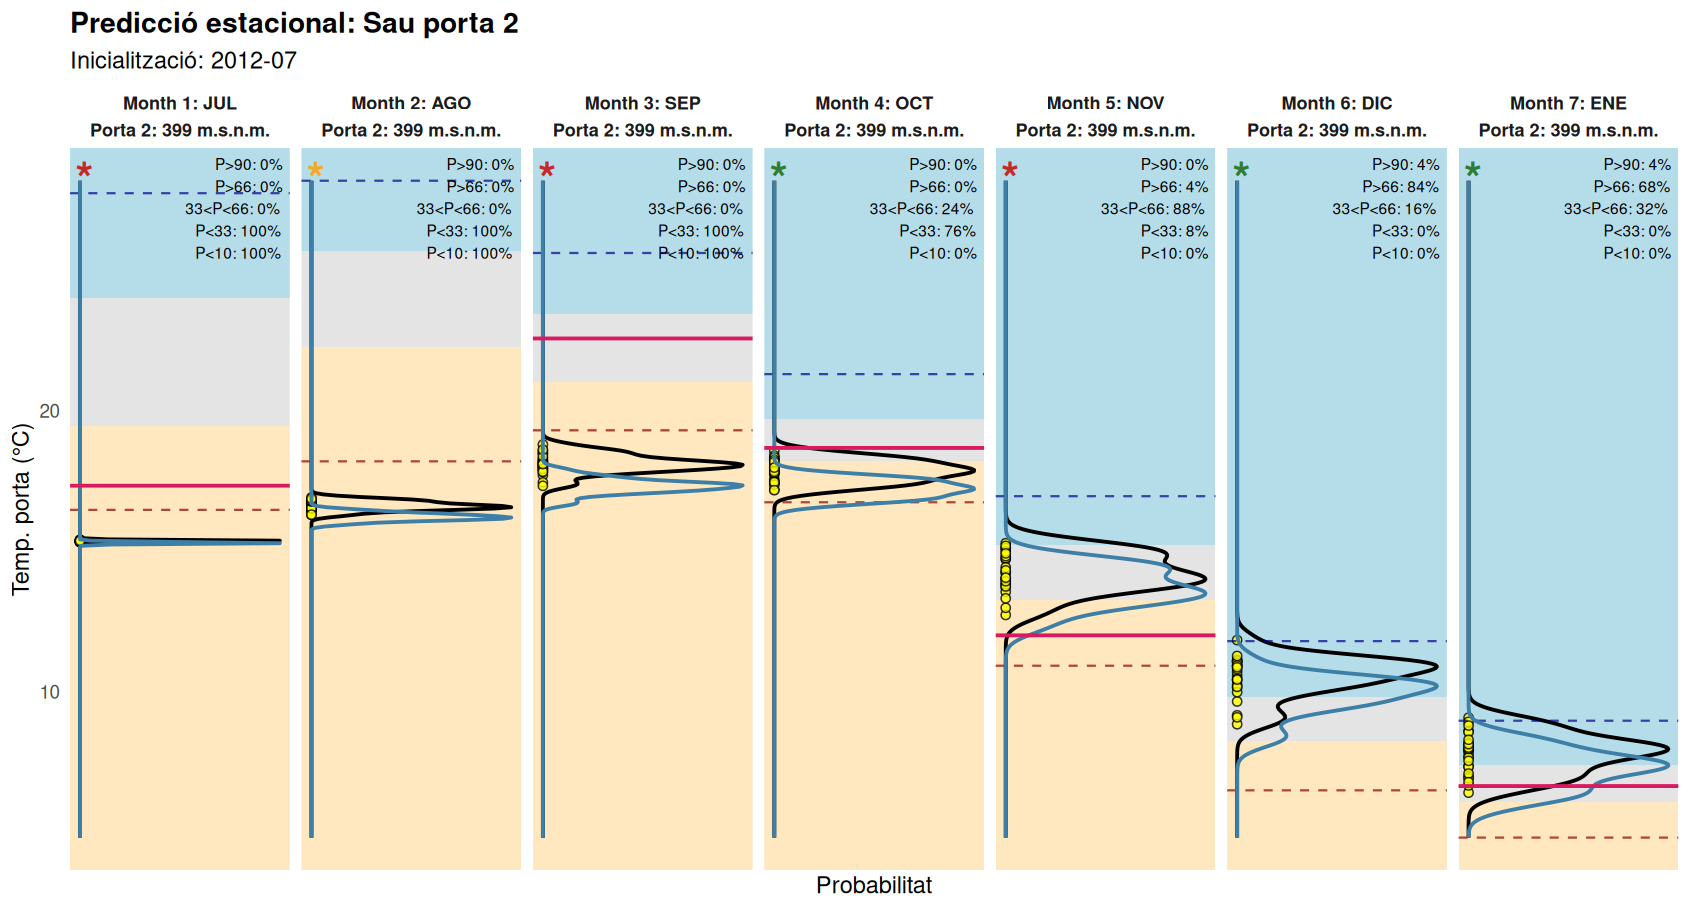 Predicció estacional: Sau porta 2
Inicialització: 2012-07
Month 1: JUL
Porta 2: 399 m.s.n.m.
Month 2: AGO
Porta 2: 399 m.s.n.m.
Month 3: SEP
Porta 2: 399 m.s.n.m.
Month 4: OCT
Porta 2: 399 m.s.n.m.
Month 5: NOV
Porta 2: 399 m.s.n.m.
Month 6: DIC
Porta 2: 399 m.s.n.m.
Month 7: ENE
Porta 2: 399 m.s.n.m.
*
P>90: 0%
P>66: 0%
33<P<66: 0%
P<33: 100%
P<10: 100%
*
P>90: 0%
P>66: 0%
33<P<66: 0%
P<33: 100%
P<10: 100%
*
P>90: 0%
P>66: 0%
33<P<66: 0%
P<33: 100%
P<10: 100%
*
P>90: 0%
P>66: 0%
33<P<66: 24%
P<33: 76%
P<10: 0%
*
P>90: 0%
P>66: 4%
33<P<66: 88%
P<33: 8%
P<10: 0%
*
P>90: 4%
P>66: 84%
33<P<66: 16%
P<33: 0%
P<10: 0%
*
P>90: 4%
P>66: 68%
33<P<66: 32%
P<33: 0%
P<10: 0%
20
10
Temp. porta (°C)
Probabilitat